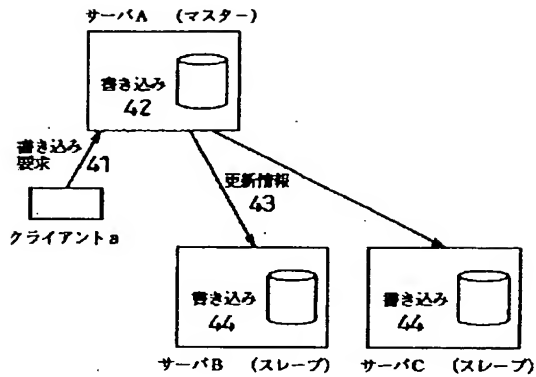 サーバA (マスター)
書き込み
42
書き込み
要求 41
クライアントa
更新情報
43
書き込み
44
書き込み
44
サーバB (スレーブ)
サーバC (スレーブ)